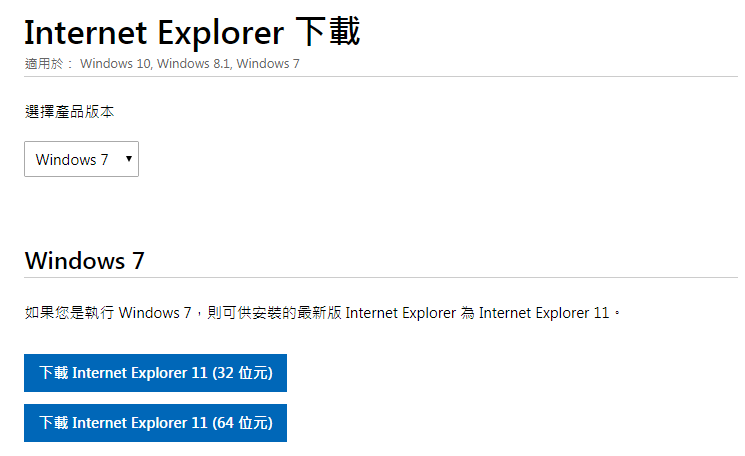 Internet Explorer 下載
適用於： Windows 10, Windows 8.1, Windows 7
選擇產品版本
Windows 7
Windows 7
如果您是執行 Windows 7，則可供安裝的最新版 Internet Explorer 為 Internet Explorer 11。
下載 Internet Explorer 11 (32 位元)
下載 Internet Explorer 11 (64 位元)